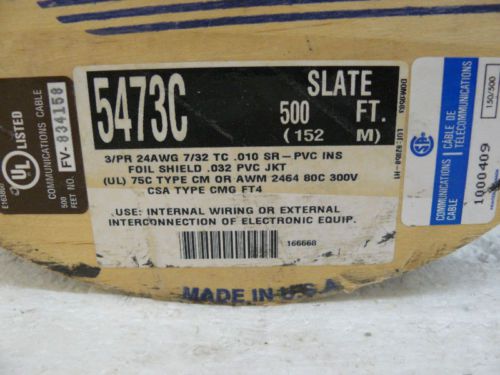 5473C
SLATE
500 FT.
(152 M)
3/PR 24AWG 7/32 TC .010 SR-PVC INS
FOIL SHIELD .032 PVC JKT
(UL) 75C TYPE CM OR AWM 2464 80C 300V
CSA TYPE CMG FT4
USE: INTERNAL WIRING OR EXTERNAL
INTERCONNECTION OF ELECTRONIC EQUIP.
166668
MADE IN U.S.A
UL
LISTED
COMMUNICATIONS CABLE
500
FEET NO.
FV-834158
COMMUNICATIONS
CABLE
CÂBLE DE
TÉLÉCOMMUNICATIONS
1000409
150/500